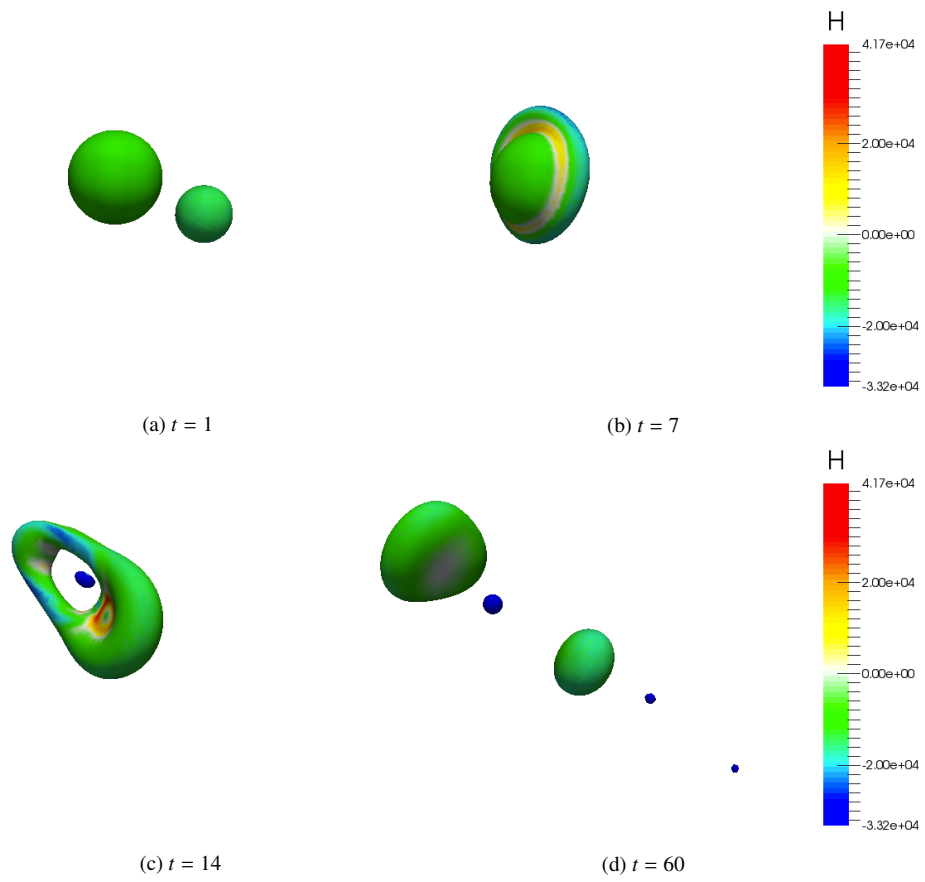 H
4.17e+04
2.00e+04
0.00e+00
-2.00e+04
-3.32e+04
(a) t = 1
(b) t = 7
H
4.17e+04
2.00e+04
0.00e+00
-2.00e+04
-3.32e+04
(c) t = 14
(d) t = 60